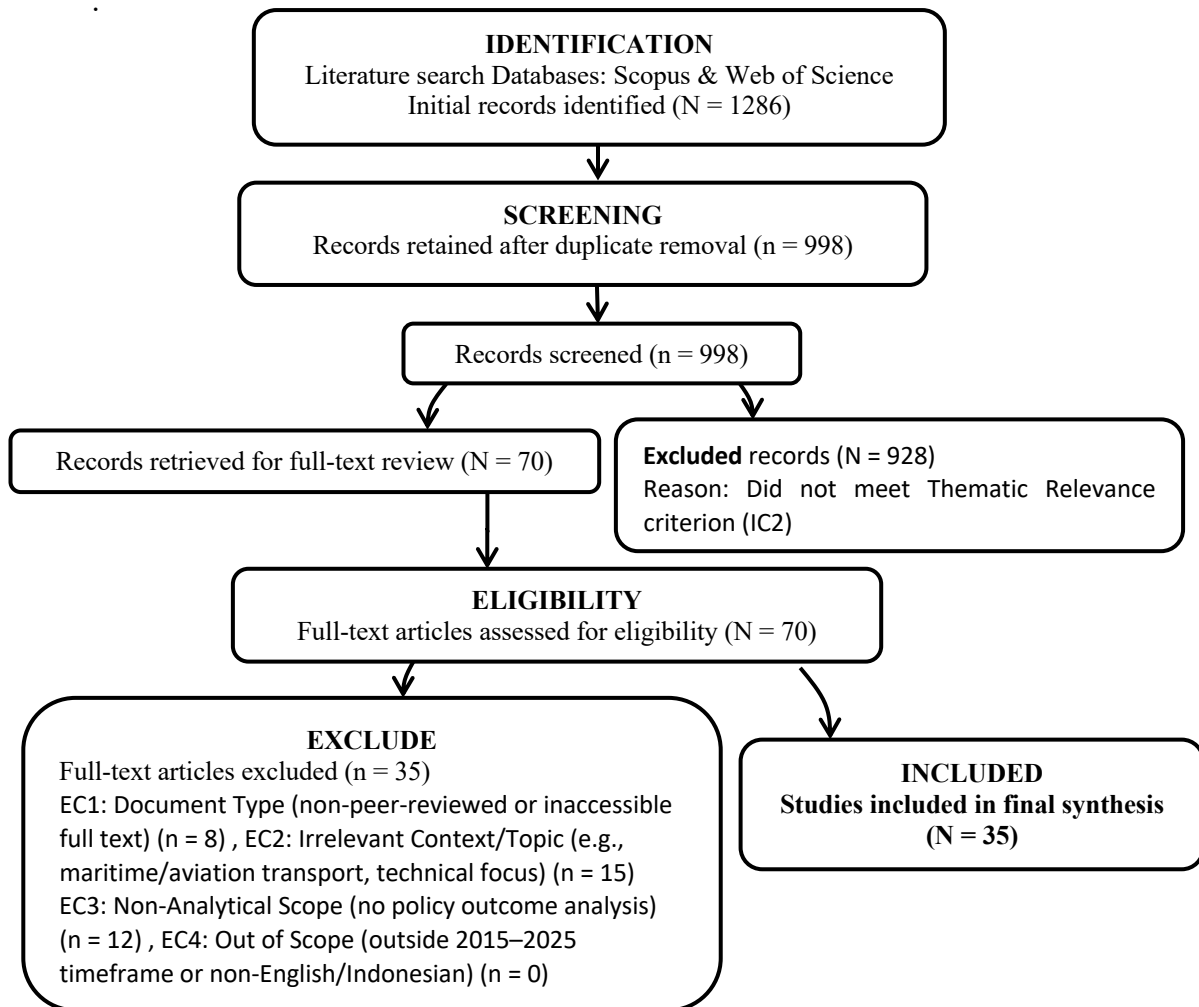 IDENTIFICATION
Literature search Databases: Scopus & Web of Science
Initial records identified (N = 1286)
SCREENING
Records retained after duplicate removal (n = 998)
Records screened (n = 998)
Records retrieved for full-text review (N = 70)
Excluded records (N = 928)
Reason: Did not meet Thematic Relevance
criterion (IC2)
ELIGIBILITY
Full-text articles assessed for eligibility (N = 70)
EXCLUDE
Full-text articles excluded (n = 35)
EC1: Document Type (non-peer-reviewed or inaccessible
full text) (n = 8) , EC2: Irrelevant Context/Topic (e.g.,
maritime/aviation transport, technical focus) (n = 15)
EC3: Non-Analytical Scope (no policy outcome analysis)
(n = 12) , EC4: Out of Scope (outside 2015–2025
timeframe or non-English/Indonesian) (n = 0)
INCLUDED
Studies included in final synthesis
(N = 35)